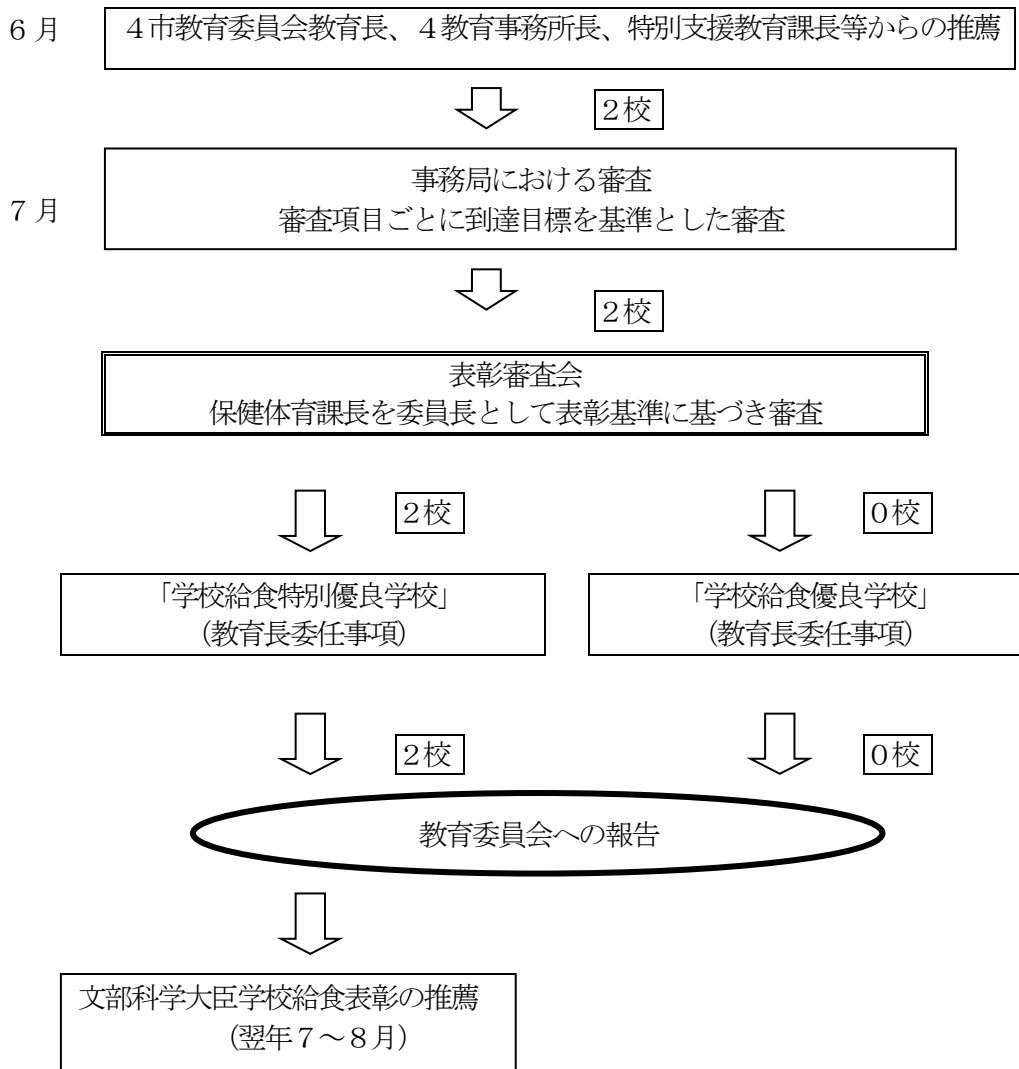 ６月
４市教育委員会教育長、４教育事務所長、特別支援教育課長等からの推薦
２校
７月
事務局における審査
審査項目ごとに到達目標を基準とした審査
２校
表彰審査会
保健体育課長を委員長として表彰基準に基づき審査
２校
０校
「学校給食特別優良学校」
（教育長委任事項）
「学校給食優良学校」
（教育長委任事項）
２校
０校
教育委員会への報告
文部科学大臣学校給食表彰の推薦
（翌年７～８月）